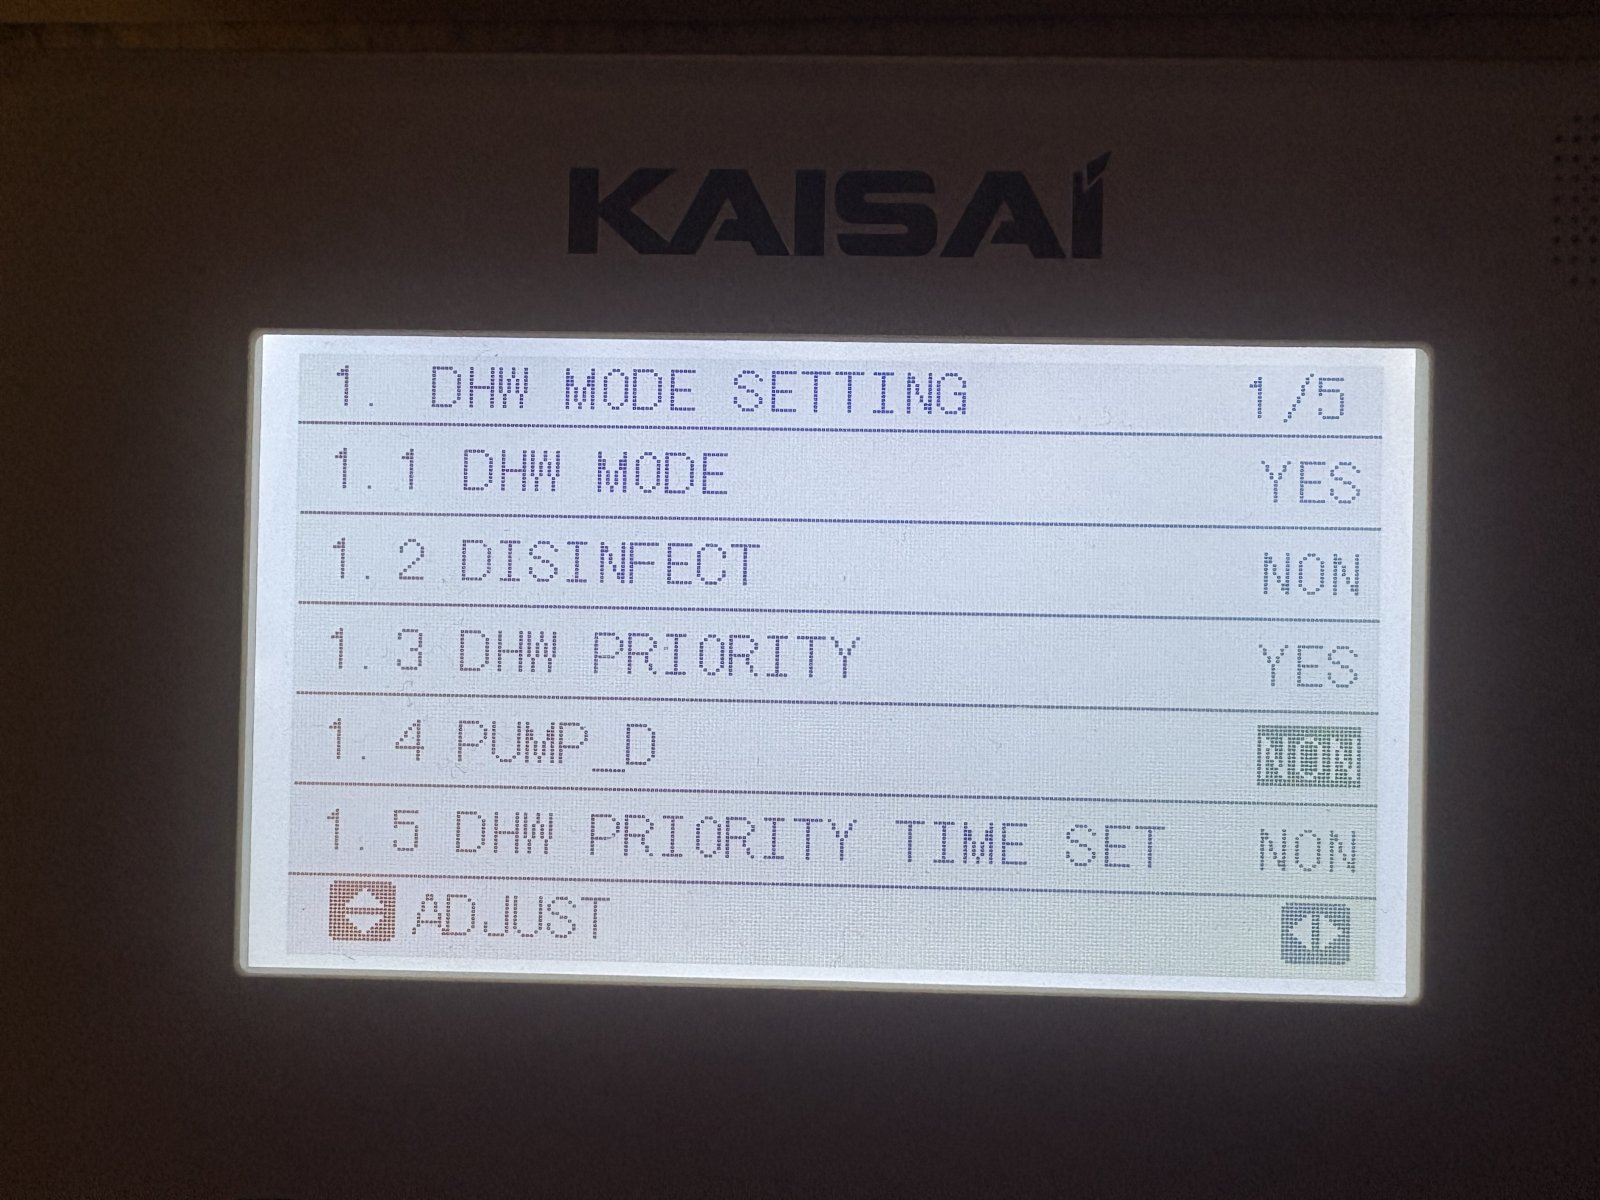 KAISAI
1. DHW MODE SETTING 1/5
1.1 DHW MODE YES
1.2 DISINFECT NON
1.3 DHW PRIORITY YES
1.4 PUMP_D NON
1.5 DHW PRIORITY TIME SET NON
ADJUST